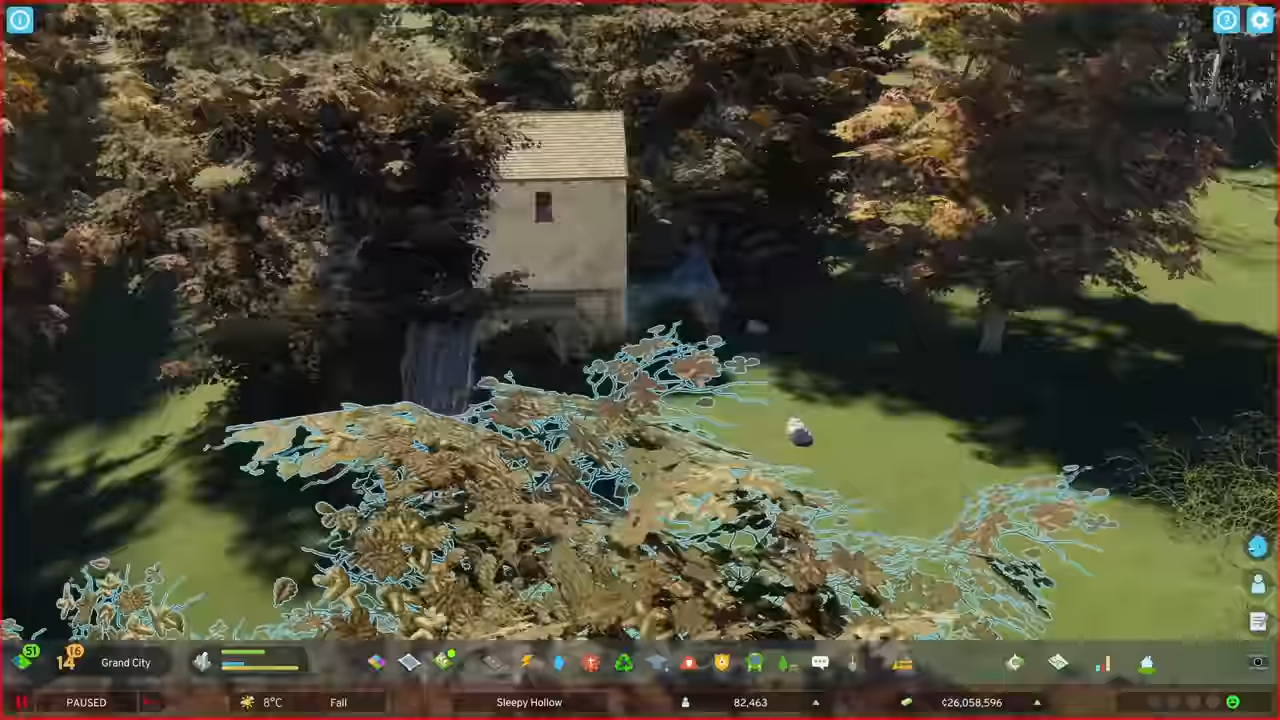 51
16
14
Grand City
PAUSED
8°C
Fall
Sleepy Hollow
82,463
¢26,058,596